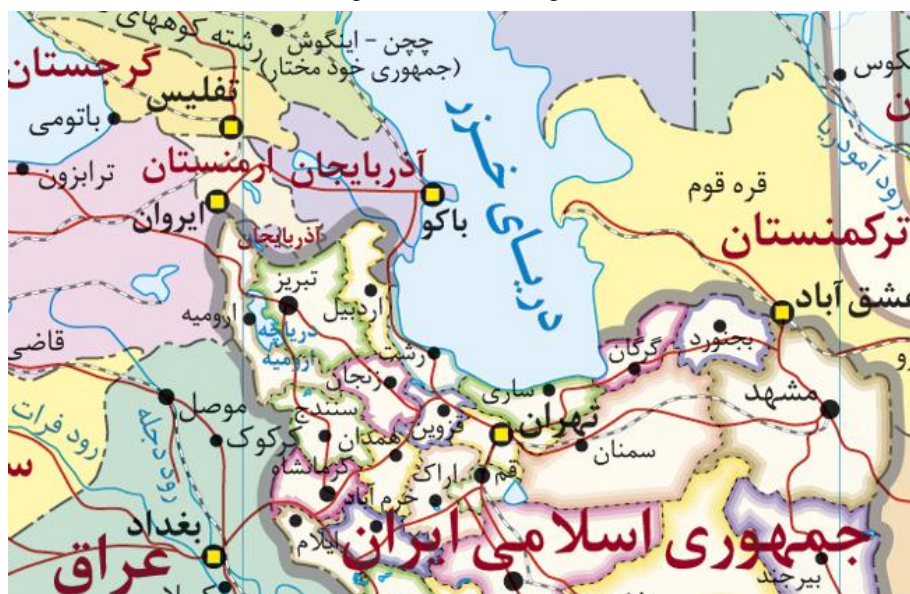 رشته کوههای
چچن - اینگوش
(جمهوری خود مختار)
گرجستان
تفلیس
باتومی
ترابزون
ارمنستان
آذربایجان
ایروان
باکو
دریای خزر
قره قوم
ترکمنستان
رود آمودریا
عشق آباد
آذربایجان
تبریز
ارومیه
دریاچه
ارومیه
اردبیل
رشت
زنجان
سنندج
قزوین
همدان
کرمانشاه
ایلام
خرم آباد
اراک
قم
تهران
ساری
گرگان
بجنورد
مشهد
سمنان
بیرجند
جمهوری اسلامی ایران
قاضی
موصل
کرکوک
رود فرات
رود دجله
بغداد
عراق